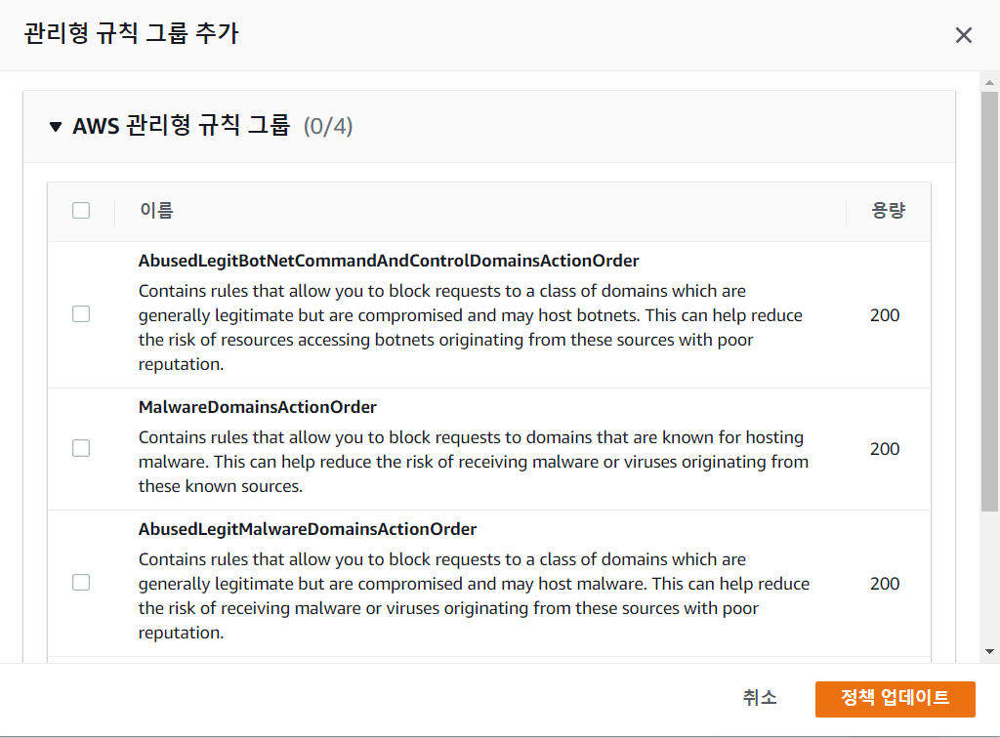 관리형 규칙 그룹 추가
AWS 관리형 규칙 그룹 (0/4)
이름 용량
AbusedLegitBotNetCommandAndControlDomainsActionOrder
Contains rules that allow you to block requests to a class of domains which are
generally legitimate but are compromised and may host botnets. This can help reduce
the risk of resources accessing botnets originating from these sources with poor
reputation.
200
MalwareDomainsActionOrder
Contains rules that allow you to block requests to domains that are known for hosting
malware. This can help reduce the risk of receiving malware or viruses originating from
these known sources.
200
AbusedLegitMalwareDomainsActionOrder
Contains rules that allow you to block requests to a class of domains which are
generally legitimate but are compromised and may host malware. This can help reduce
the risk of receiving malware or viruses originating from these sources with poor
reputation.
200
취소 정책 업데이트